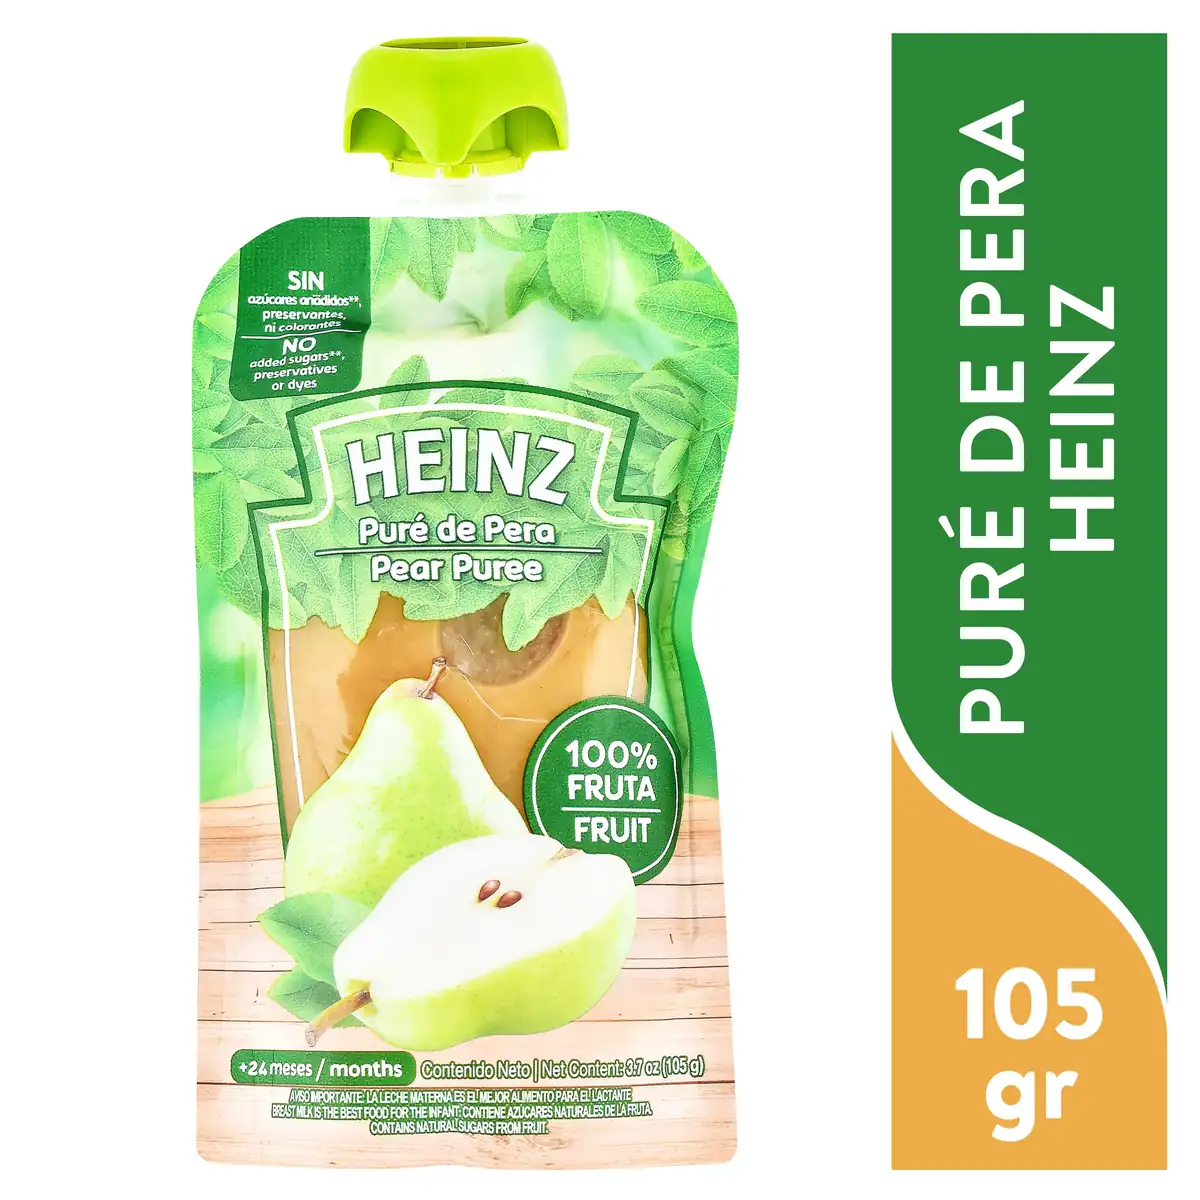 SIN
azúcares añadidos**,
preservantes,
ni colorantes
NO
added sugars**,
preservatives
or dyes
HEINZ
Puré de Pera
Pear Puree
100%
FRUTA
FRUIT
+24 meses / months
Contenido Neto | Net Content: 3.7 oz (105 g)
AVISO IMPORTANTE: LA LECHE MATERNA ES EL MEJOR ALIMENTO PARA EL LACTANTE
BREAST MILK IS THE BEST FOOD FOR THE INFANT. CONTIENE AZÚCARES NATURALES DE LA FRUTA.
CONTAINS NATURAL SUGARS FROM FRUIT.
PURÉ DE PERA
HEINZ
105
gr